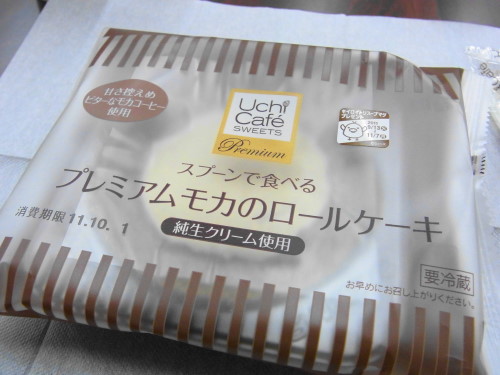 甘さ控えめ
ビターなモカコーヒー
使用
Uchi
Café
SWEETS
Premium
スプーンで食べる
プレミアムモカのロールケーキ
消費期限 11.10. 1
純生クリーム使用
要冷蔵
お早めにお召し上がりください。